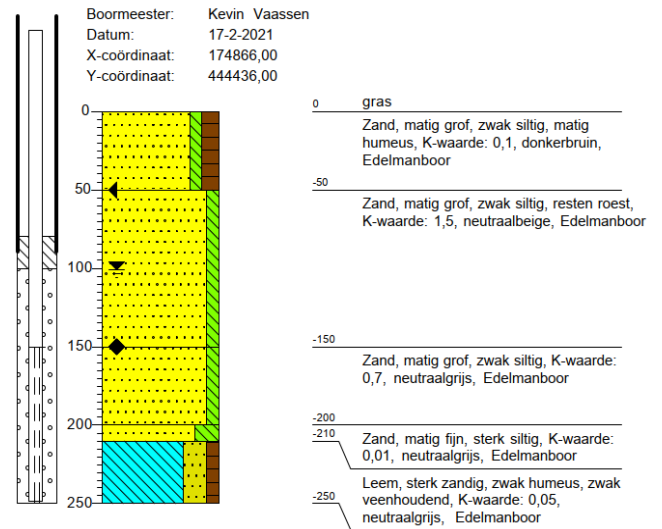 Boormeester: Kevin Vaassen
Datum: 17-2-2021
X-coördinaat: 174866,00
Y-coördinaat: 444436,00
0
50
100
150
200
250
0 gras
Zand, matig grof, zwak siltig, matig
humeus, K-waarde: 0,1, donkerbruin,
Edelmanboor
-50
Zand, matig grof, zwak siltig, resten roest,
K-waarde: 1,5, neutraalbeige, Edelmanboor
-150
Zand, matig grof, zwak siltig, K-waarde:
0,7, neutraalgrijs, Edelmanboor
-200
-210
Zand, matig fijn, sterk siltig, K-waarde:
0,01, neutraalgrijs, Edelmanboor
Leem, sterk zandig, zwak humeus, zwak
veenhoudend, K-waarde: 0,05,
neutraalgrijs, Edelmanboor
-250